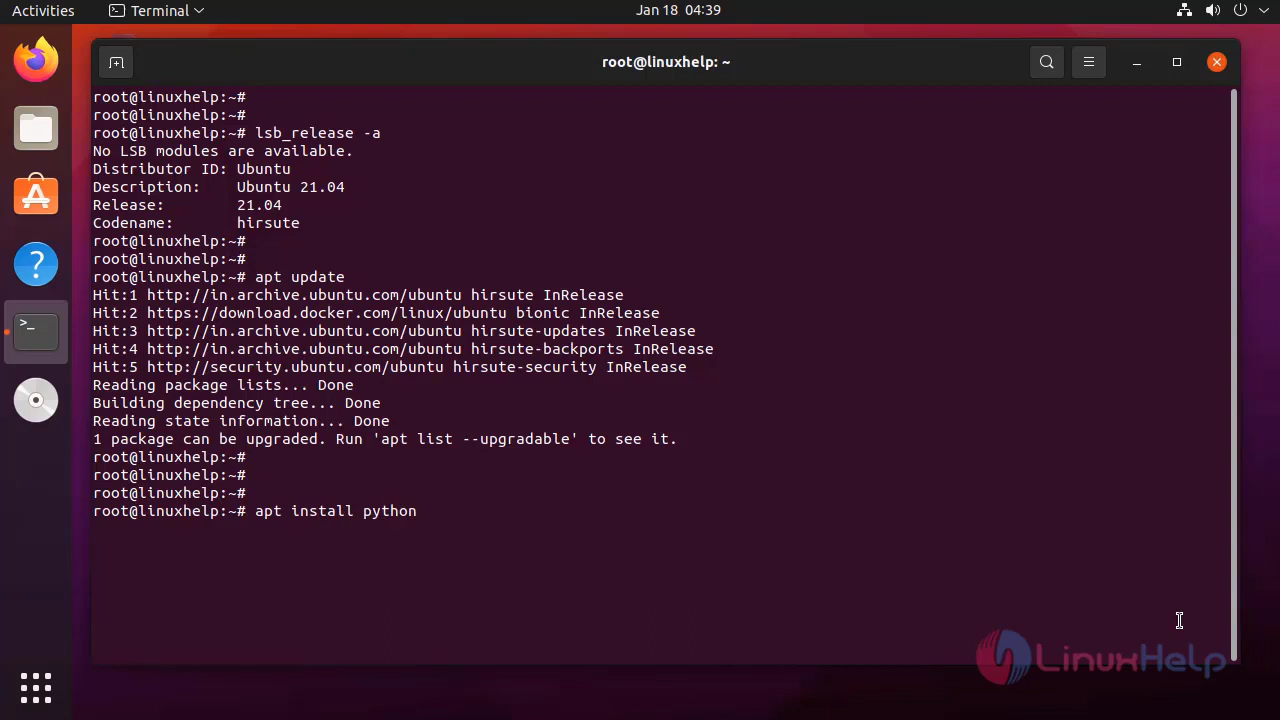 Activities Terminal Jan 18 04:39
root@linuxhelp: ~
root@linuxhelp:~#
root@linuxhelp:~#
root@linuxhelp:~# lsb_release -a
No LSB modules are available.
Distributor ID: Ubuntu
Description:    Ubuntu 21.04
Release:        21.04
Codename:       hirsute
root@linuxhelp:~#
root@linuxhelp:~#
root@linuxhelp:~# apt update
Hit:1 http://in.archive.ubuntu.com/ubuntu hirsute InRelease
Hit:2 https://download.docker.com/linux/ubuntu bionic InRelease
Hit:3 http://in.archive.ubuntu.com/ubuntu hirsute-updates InRelease
Hit:4 http://in.archive.ubuntu.com/ubuntu hirsute-backports InRelease
Hit:5 http://security.ubuntu.com/ubuntu hirsute-security InRelease
Reading package lists... Done
Building dependency tree... Done
Reading state information... Done
1 package can be upgraded. Run 'apt list --upgradable' to see it.
root@linuxhelp:~#
root@linuxhelp:~#
root@linuxhelp:~#
root@linuxhelp:~# apt install python
LinuxHelp